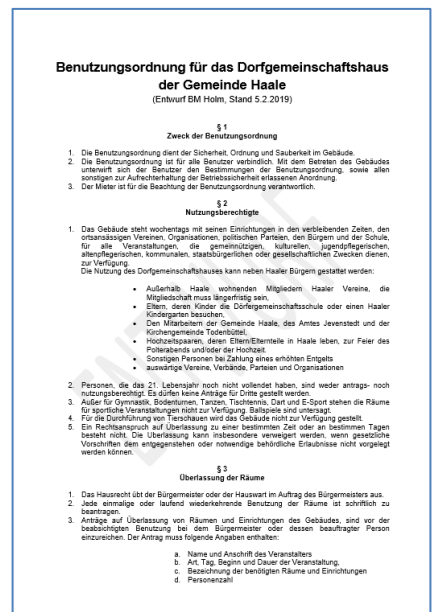 Benutzungsordnung für das Dorfgemeinschaftshaus
der Gemeinde Haale
(Entwurf BM Holm, Stand 5.2.2019)
§ 1
Zweck der Benutzungsordnung
1. Die Benutzungsordnung dient der Sicherheit, Ordnung und Sauberkeit im Gebäude.
2. Die Benutzungsordnung ist für alle Benutzer verbindlich. Mit dem Betreten des Gebäudes
unterwirft sich der Benutzer den Bestimmungen der Benutzungsordnung, sowie allen
sonstigen zur Aufrechterhaltung der Betriebssicherheit erlassenen Anordnung.
3. Der Mieter ist für die Beachtung der Benutzungsordnung verantwortlich.
§ 2
Nutzungsberechtigte
1. Das Gebäude steht wochentags mit seinen Einrichtungen in den verbleibenden Zeiten, den
ortsansässigen Vereinen, Organisationen, politischen Parteien, den Bürgern und der Schule,
für alle Veranstaltungen, die gemeinnützigen, kulturellen, jugendpflegerischen,
altenpflegerischen, kommunalen, staatsbürgerlichen oder gesellschaftlichen Zwecken dienen,
zur Verfügung.
Die Nutzung des Dorfgemeinschaftshauses kann neben Haaler Bürgern gestattet werden:
• Außerhalb Haale wohnenden Mitgliedern Haaler Vereine, die
Mitgliedschaft muss längerfristig sein,
• Eltern, deren Kinder die Dörfergemeinschaftsschule oder einen Haaler
Kindergarten besuchen,
• Den Mitarbeitern der Gemeinde Haale, des Amtes Jevenstedt und der
Kirchengemeinde Todenbüttel,
• Hochzeitspaaren, deren Eltern/Elternteile in Haale leben, zur Feier des
Polterabends und/oder der Hochzeit.
• Sonstigen Personen bei Zahlung eines erhöhten Entgelts
• auswärtige Vereine, Verbände, Parteien und Organisationen
2. Personen, die das 21. Lebensjahr noch nicht vollendet haben, sind weder antrags- noch
nutzungsberechtigt. Es dürfen keine Anträge für Dritte gestellt werden.
3. Außer für Gymnastik, Bodenturnen, Tanzen, Tischtennis, Dart und E-Sport stehen die Räume
für sportliche Veranstaltungen nicht zur Verfügung. Ballspiele sind untersagt.
4. Für die Durchführung von Tierschauen wird das Gebäude nicht zur Verfügung gestellt.
5. Ein Rechtsanspruch auf Überlassung zu einer bestimmten Zeit oder an bestimmten Tagen
besteht nicht. Die Überlassung kann insbesondere verweigert werden, wenn gesetzliche
Vorschriften dem entgegenstehen oder notwendige behördliche Erlaubnisse nicht vorgelegt
werden können.
§ 3
Überlassung der Räume
1. Das Hausrecht übt der Bürgermeister oder der Hauswart im Auftrag des Bürgermeisters aus.
2. Jede einmalige oder laufend wiederkehrende Benutzung der Räume ist schriftlich zu
beantragen.
3. Anträge auf Überlassung von Räumen und Einrichtungen des Gebäudes, sind vor der
beabsichtigten Benutzung bei dem Bürgermeister oder dessen beauftragter Person
einzureichen. Der Antrag muss folgende Angaben enthalten:
a. Name und Anschrift des Veranstalters
b. Art, Tag, Beginn und Dauer der Veranstaltung,
c. Bezeichnung der benötigten Räume und Einrichtungen
d. Personenzahl
ENTWURF